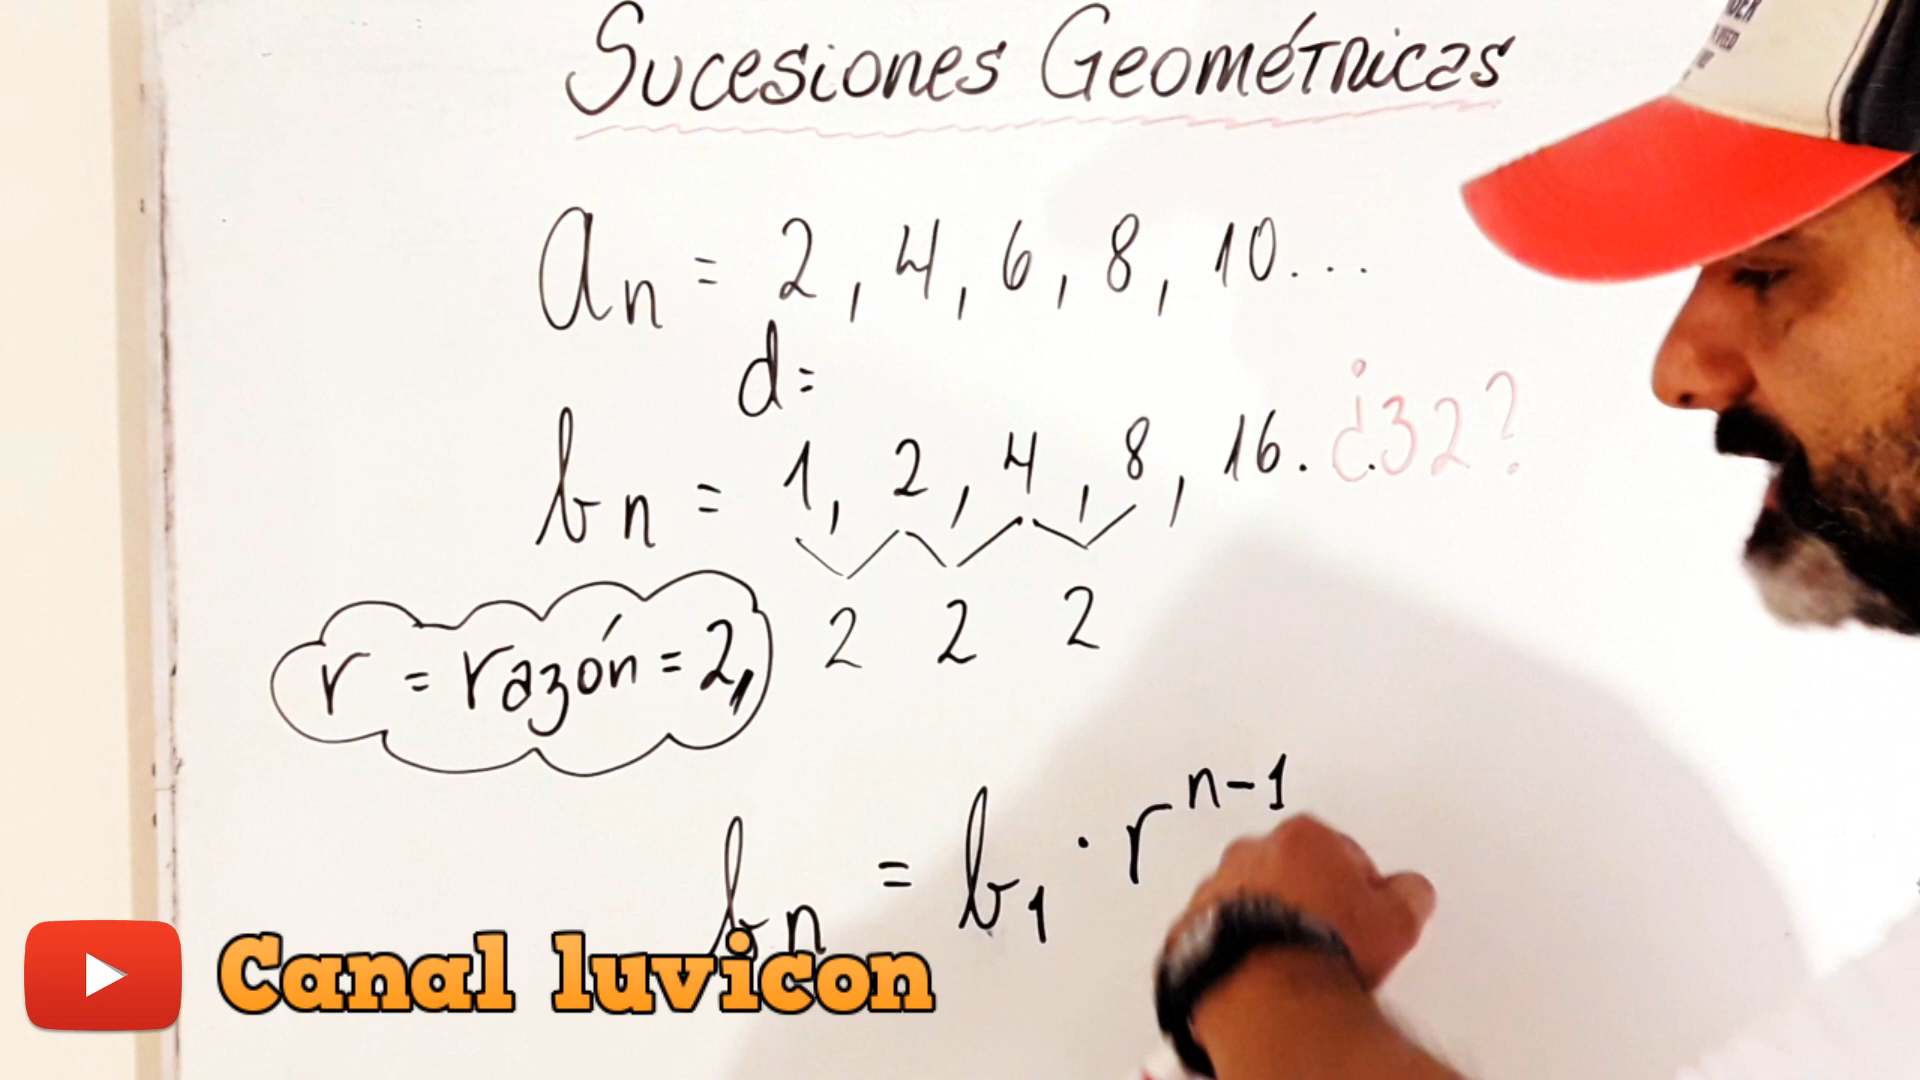 Sucesiones Geométricas
an = 2, 4, 6, 8, 10...
d=
bn = 1, 2, 4, 8, 16. ¿.32?
2 2 2
r = razón = 2,
bn = b1 · r^n-1
Canal luvicon